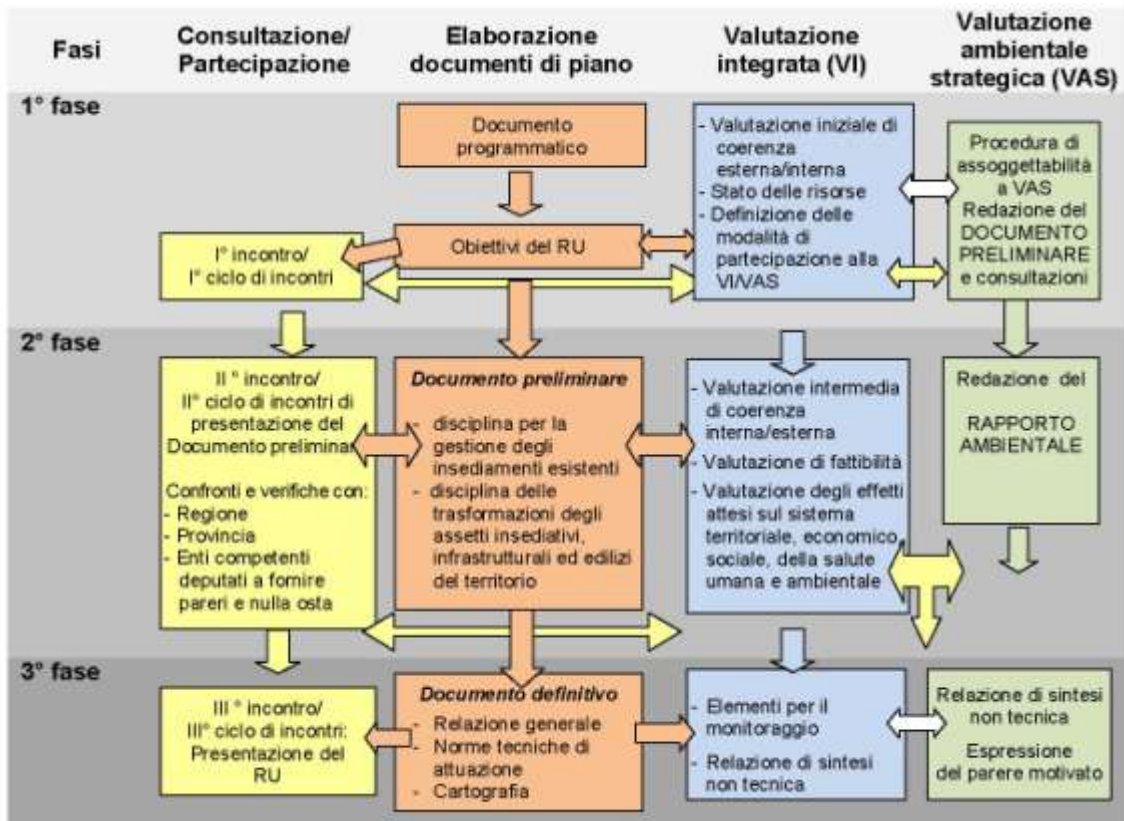 Fasi
Consultazione/
Partecipazione
Elaborazione
documenti di piano
Valutazione
integrata (VI)
Valutazione
ambientale
strategica (VAS)
1° fase
Documento
programmatico
Obiettivi del RU
I° incontro/
I° ciclo di incontri
- Valutazione iniziale di
coerenza
esterna/interna
- Stato delle risorse
- Definizione delle
modalità di
partecipazione alla
VI/VAS
Procedura di
assoggettabilità
a VAS
Redazione del
DOCUMENTO
PRELIMINARE
e consultazioni
2° fase
II° incontro/
II° ciclo di incontri di
presentazione del
Documento preliminar
Confronti e verifiche con:
- Regione
- Provincia
- Enti competenti
deputati a fornire
pareri e nulla osta
Documento preliminare
- disciplina per la
gestione degli
insediamenti esistenti
- disciplina delle
trasformazioni degli
assetti insediativi,
infrastrutturali ed edilizi
del territorio
- Valutazione intermedia
di coerenza
interna/esterna
- Valutazione di fattibilità
- Valutazione degli effetti
attesi sul sistema
territoriale, economico
sociale, della salute
umana e ambientale
Redazione del
RAPPORTO
AMBIENTALE
3° fase
III° incontro/
III° ciclo di incontri:
Presentazione del
RU
Documento definitivo
- Relazione generale
- Norme tecniche di
attuazione
- Cartografia
- Elementi per il
monitoraggio
- Relazione di sintesi
non tecnica
Relazione di sintesi
non tecnica
Espressione
del parere motivato